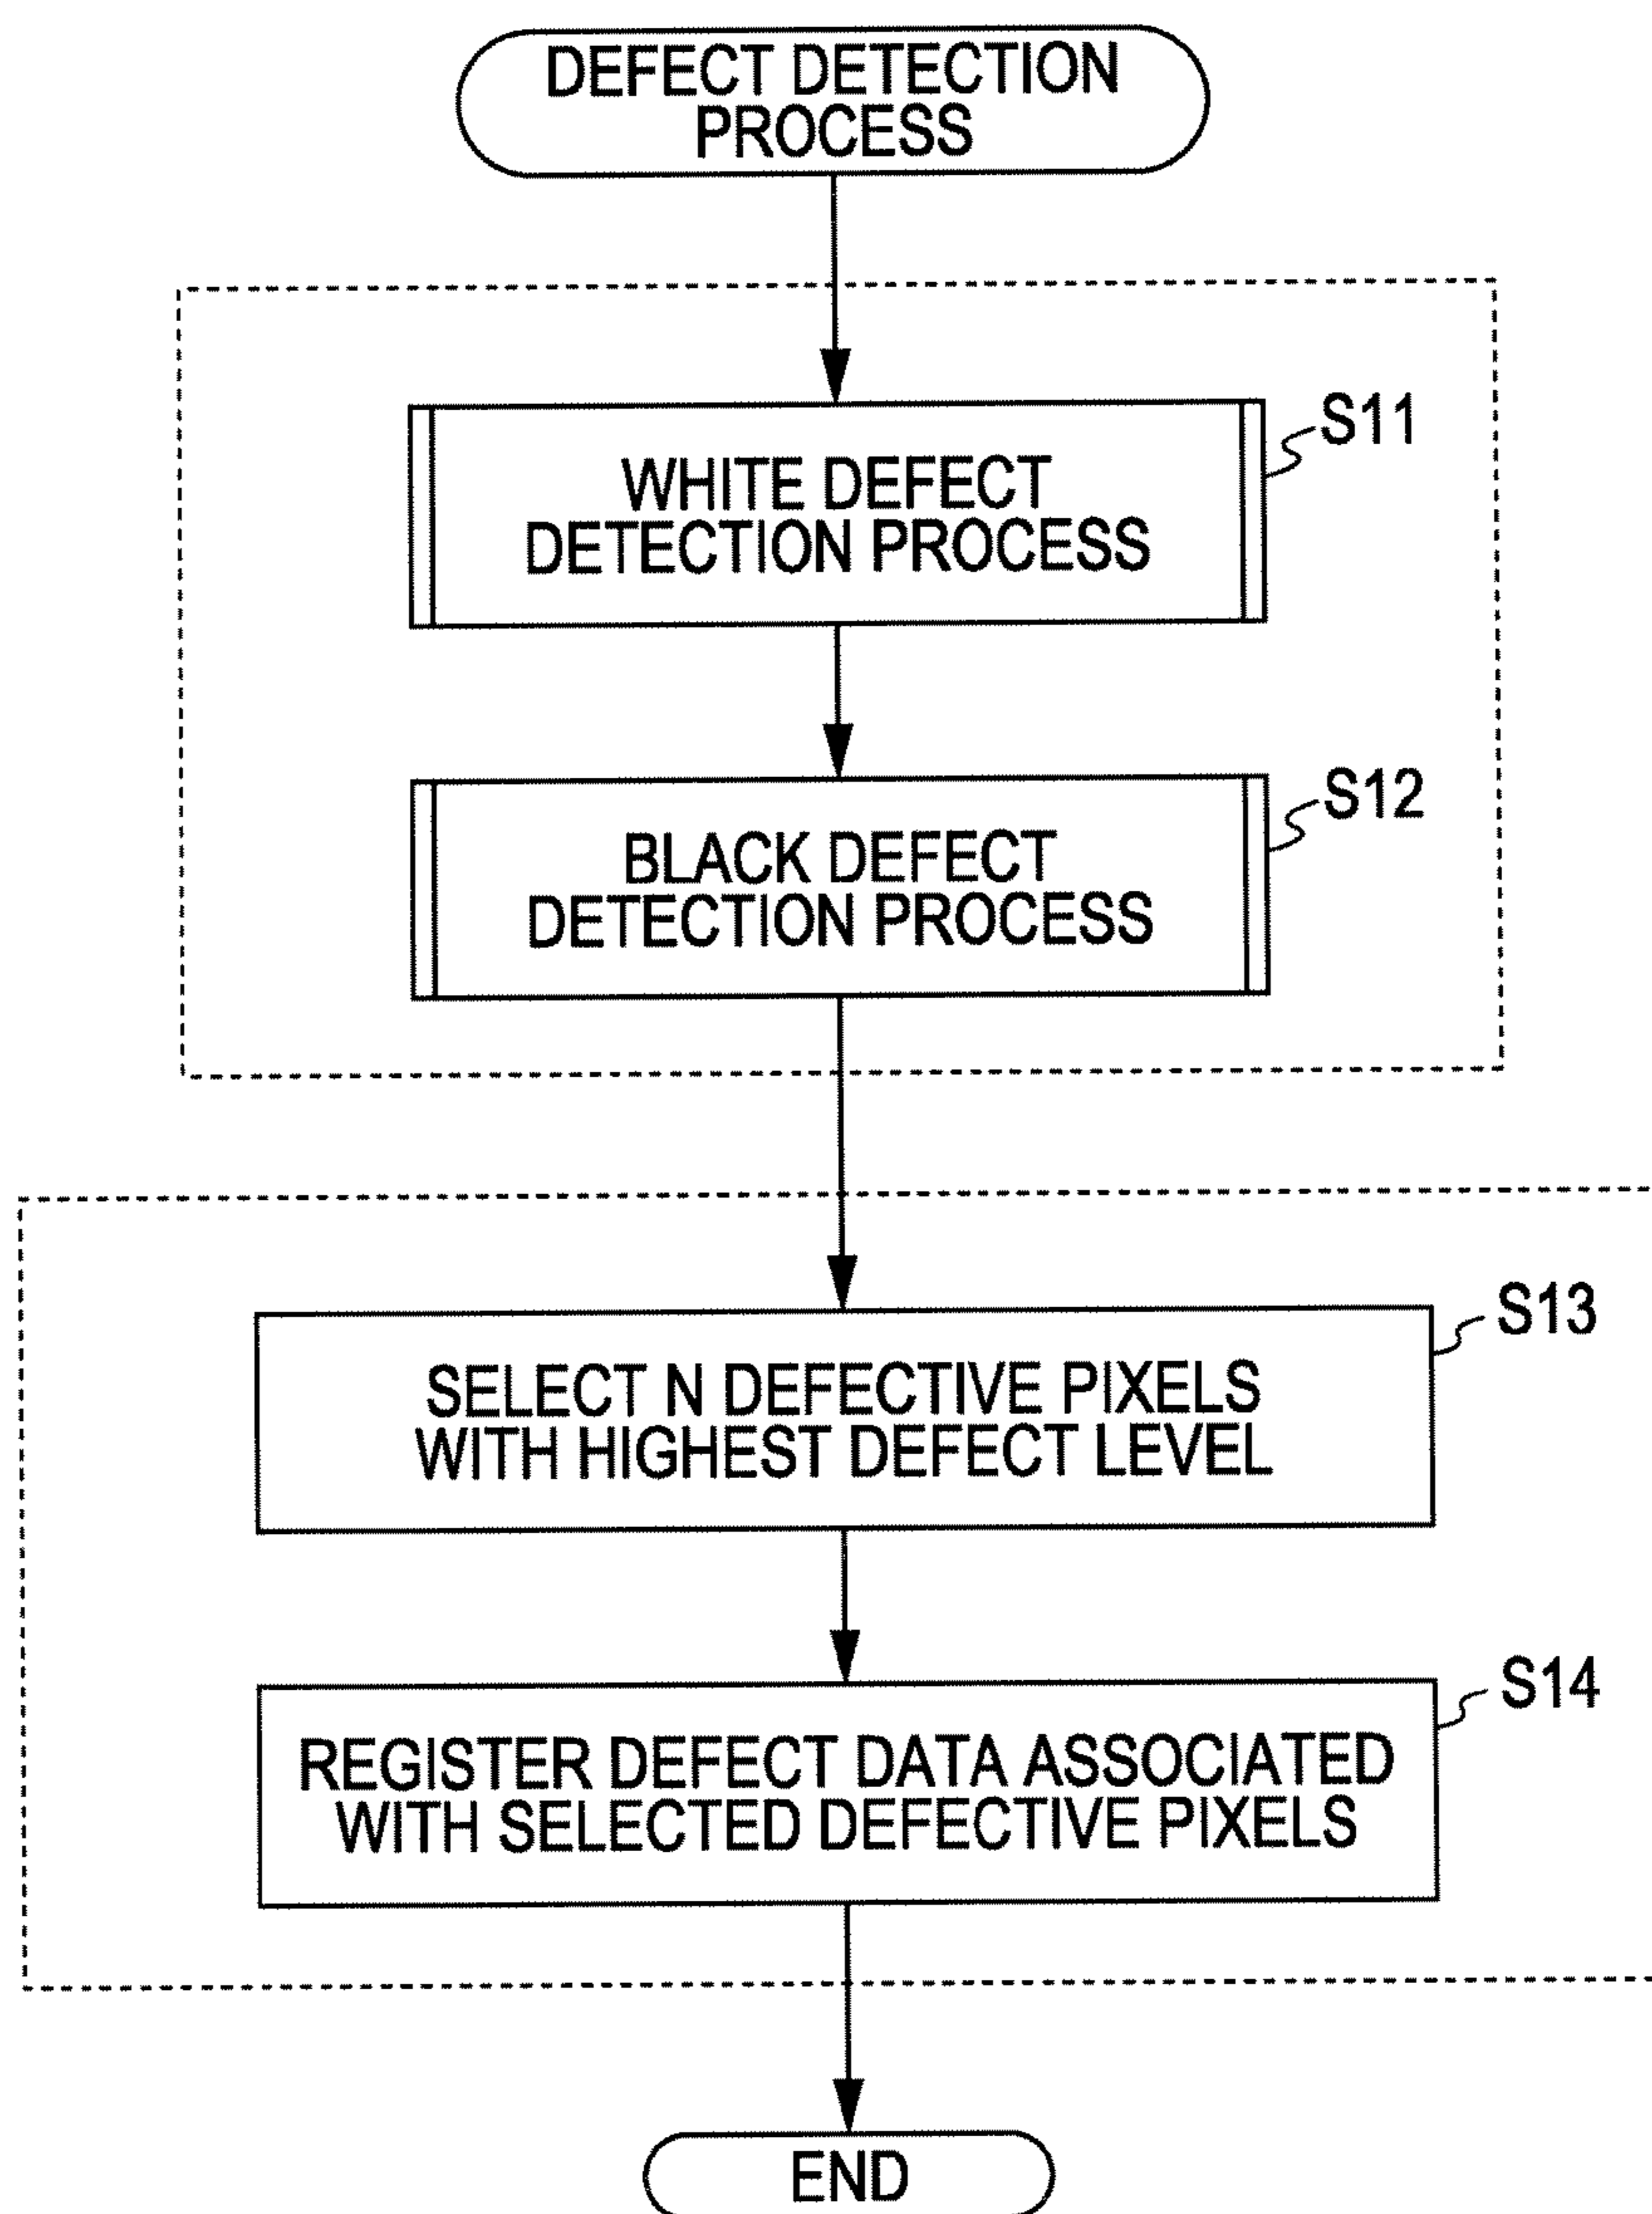 DEFECT DETECTION
PROCESS
S11
WHITE DEFECT
DETECTION PROCESS
S12
BLACK DEFECT
DETECTION PROCESS
S13
SELECT N DEFECTIVE PIXELS
WITH HIGHEST DEFECT LEVEL
S14
REGISTER DEFECT DATA ASSOCIATED
WITH SELECTED DEFECTIVE PIXELS
END